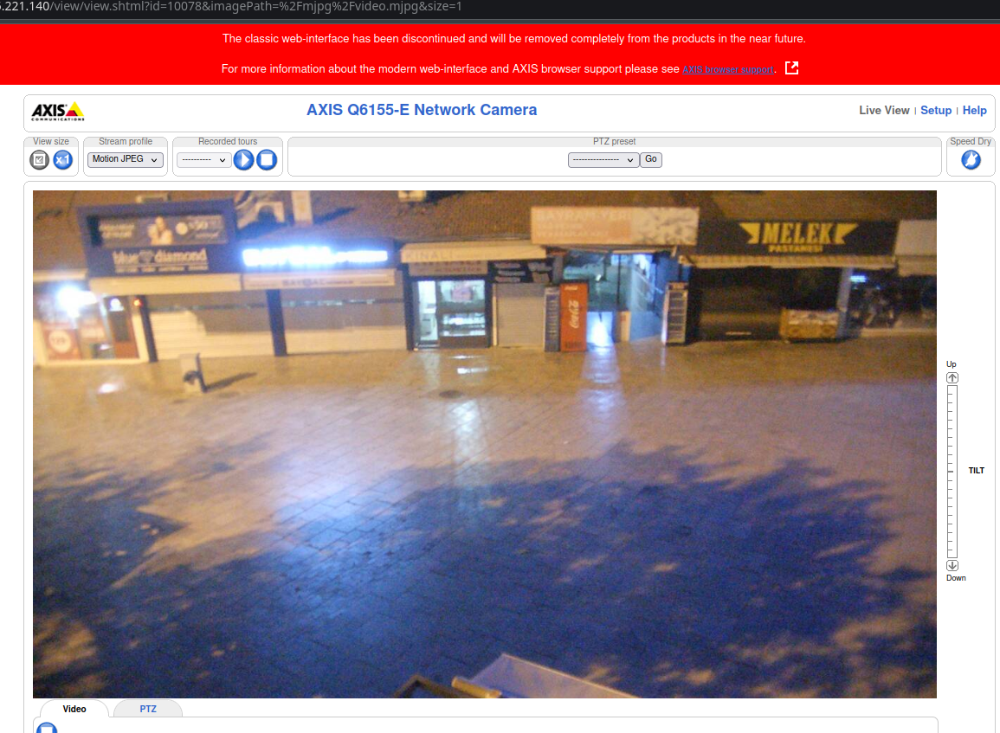 .221.140/view/view.shtml?id=10078&imagePath=%2Fmjpg%2Fvideo.mjpg&size=1
The classic web-interface has been discontinued and will be removed completely from the products in the near future.
For more information about the modern web-interface and AXIS browser support please see AXIS browser support.
AXIS
COMMUNICATIONS
AXIS Q6155-E Network Camera
Live View | Setup | Help
View size
Stream profile
Recorded tours
PTZ preset
Speed Dry
x1
Motion JPEG
----------
----------------
Go
blue diamond
KINALI
MELEK
PASTANESİ
Coca-Cola
Up
TILT
Down
Video
PTZ